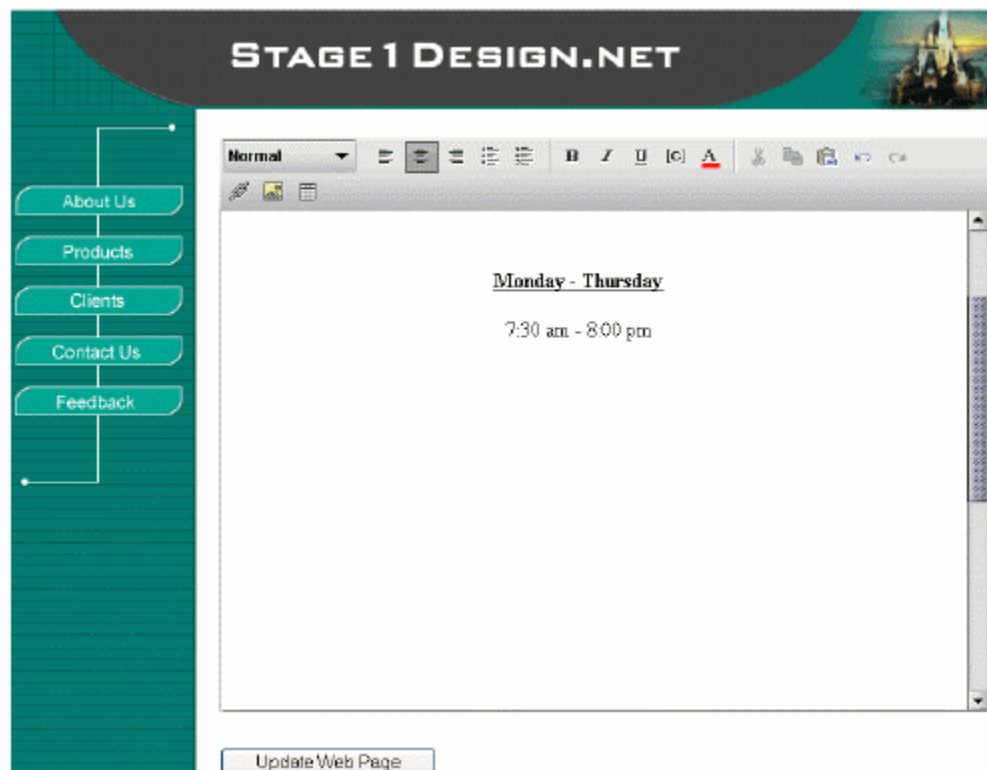 STAGE1DESIGN.NET
Normal
B I U [C] A
About Us
Products
Clients
Contact Us
Feedback
Monday - Thursday
7:30 am - 8:00 pm
Update Web Page